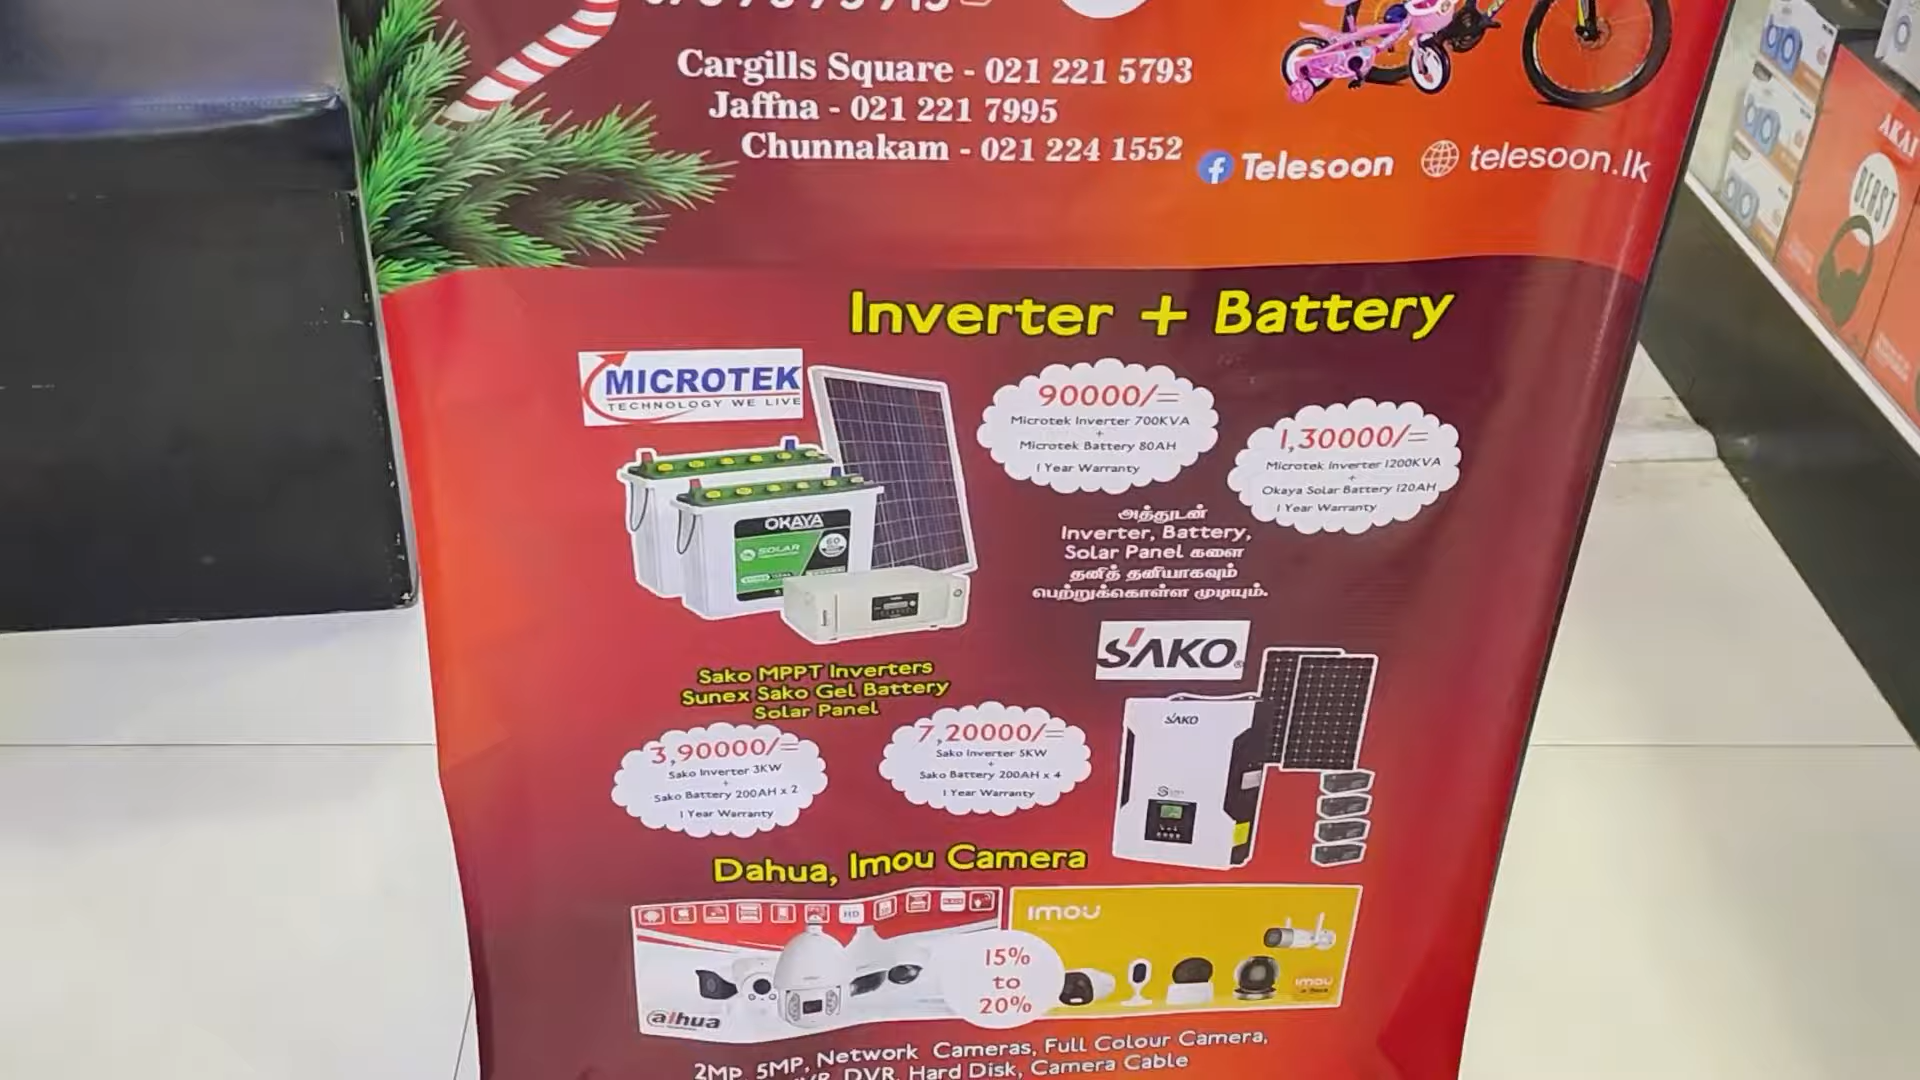 Cargills Square - 021 221 5793
Jaffna - 021 221 7995
Chunnakam - 021 224 1552
Telesoon
telesoon.lk
AKAI
BEAST
Inverter + Battery
MICROTEK
TECHNOLOGY WE LIVE
90000/=
Microtek Inverter 700KVA
+
Microtek Battery 80AH
1 Year Warranty
1,30000/=
Microtek Inverter 1200KVA
+
Okaya Solar Battery 120AH
1 Year Warranty
OKAYA
SOLAR
60
அத்துடன்
Inverter, Battery,
Solar Panel களை
தனித் தனியாகவும்
பெற்றுக்கொள்ள முடியும்.
SAKO
SAKO
Sako MPPT Inverters
Sunex Sako Gel Battery
Solar Panel
3,90000/=
Sako Inverter 3KW
+
Sako Battery 200AH x 2
1 Year Warranty
7,20000/=
Sako Inverter 5KW
+
Sako Battery 200AH x 4
1 Year Warranty
Dahua, Imou Camera
HD
imou
15%
to
20%
imou
alhua
2MP, 5MP, Network Cameras, Full Colour Camera,
DVR, Hard Disk, Camera Cable